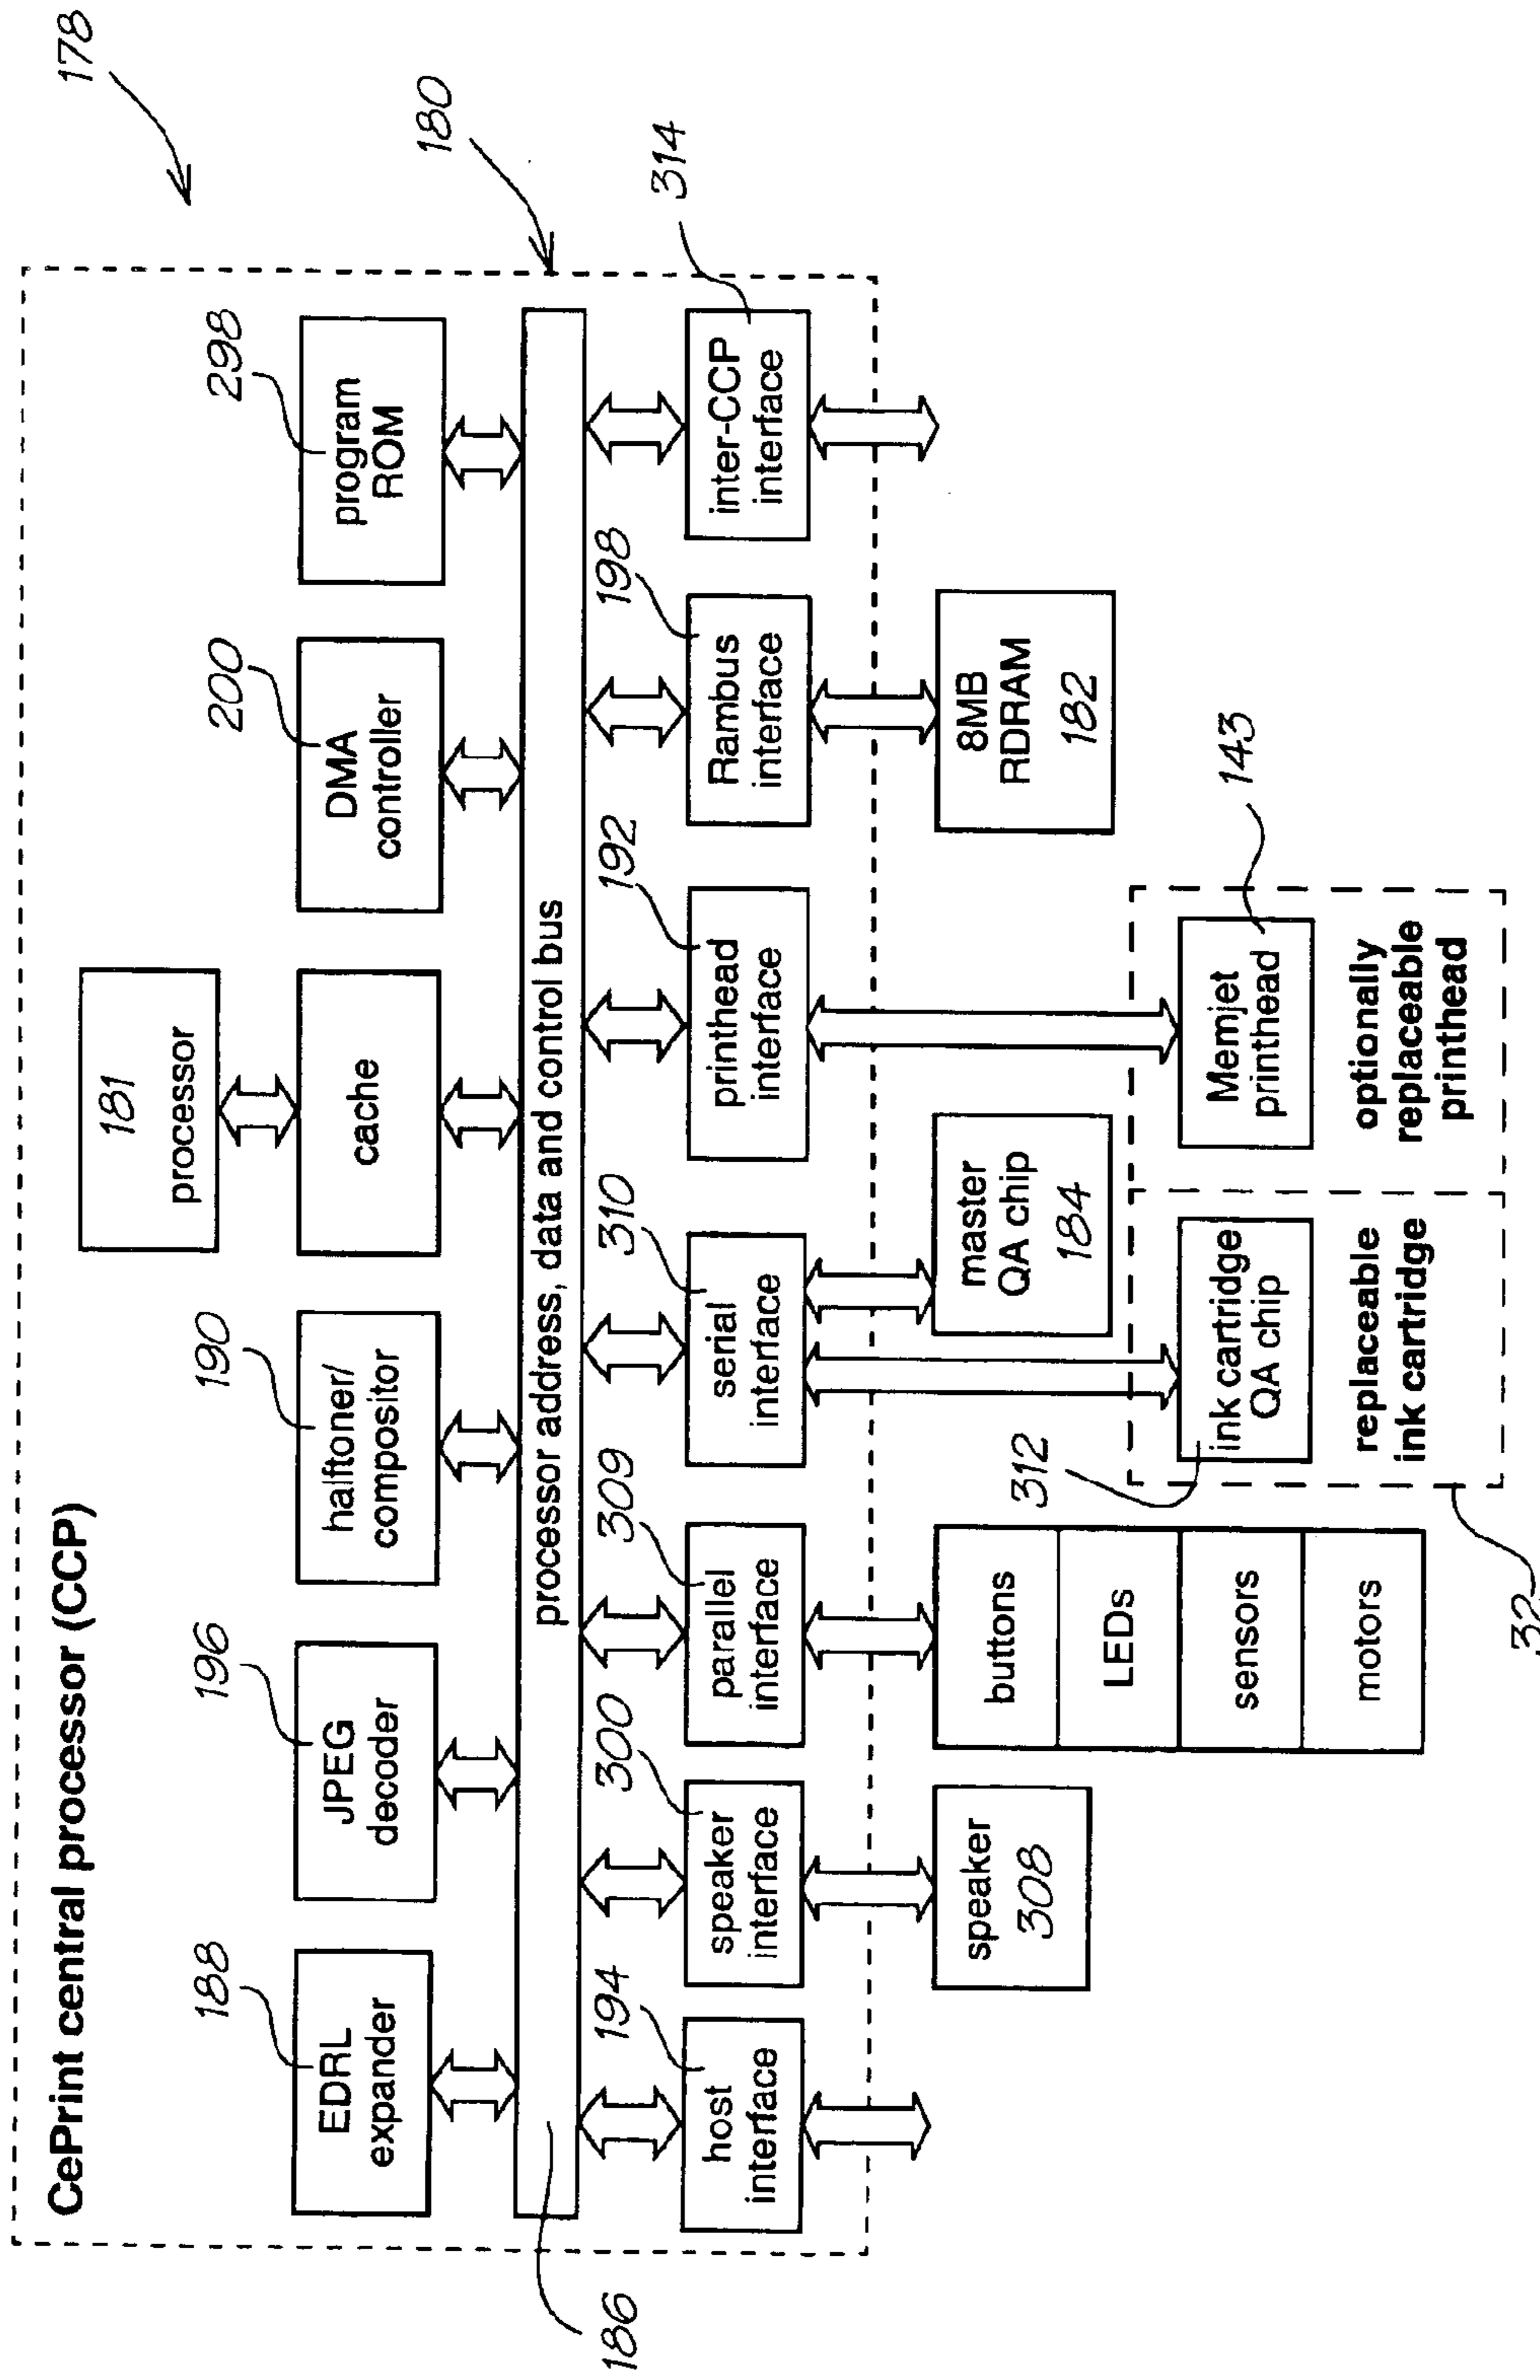 178
CePrint central processor (CCP)
180
181
processor
188
196
190
200
298
EDRL
expander
JPEG
decoder
halftoner/
compositor
cache
DMA
controller
program
ROM
186
processor address, data and control bus
194
300
309
310
192
198
314
host
interface
speaker
interface
parallel
interface
serial
interface
printhead
interface
Rambus
interface
inter-CCP
interface
speaker
308
buttons
LEDs
sensors
motors
master
QA chip
184
8MB
RDRAM
182
312
ink cartridge
QA chip
replaceable
ink cartridge
Memjet
printhead
143
optionally
replaceable
printhead
32